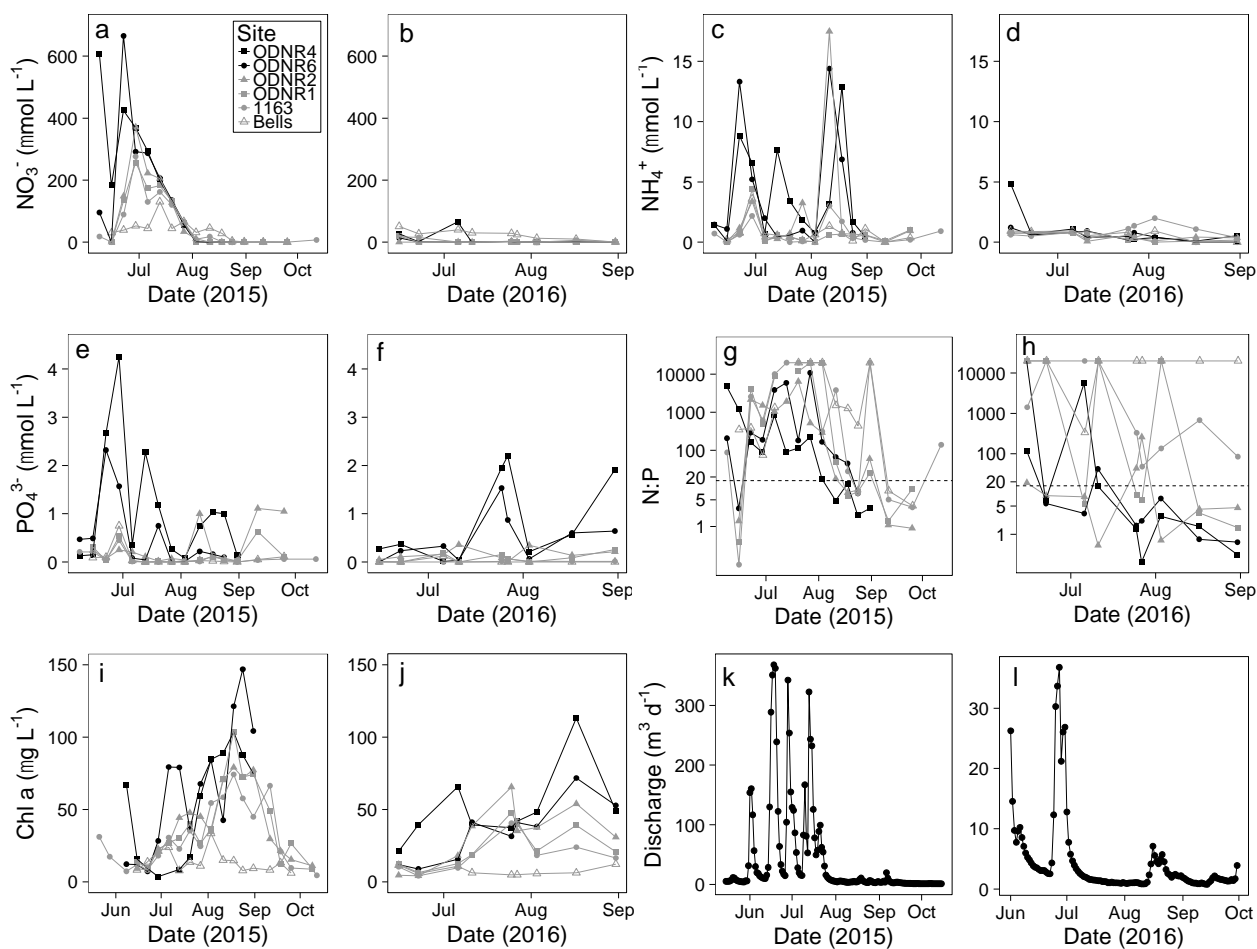 a
Site
ODNR4
ODNR6
ODNR2
ODNR1
1163
Bells
NO₃⁻ (mmol L⁻¹)
600
400
200
0
Jul Aug Sep Oct
Date (2015)
b
600
400
200
0
Jul Aug Sep
Date (2016)
c
NH₄⁺ (mmol L⁻¹)
15
10
5
0
Jul Aug Sep Oct
Date (2015)
d
15
10
5
0
Jul Aug Sep
Date (2016)
e
PO₄³⁻ (mmol L⁻¹)
4
3
2
1
0
Jul Aug Sep Oct
Date (2015)
f
4
3
2
1
0
Jul Aug Sep
Date (2016)
g
N:P
10000
1000
100
20
5
1
Jul Aug Sep Oct
Date (2015)
h
10000
1000
100
20
5
1
Jul Aug Sep
Date (2016)
i
Chl a (mg L⁻¹)
150
100
50
0
Jun Jul Aug Sep Oct
Date (2015)
j
150
100
50
0
Jul Aug Sep
Date (2016)
k
Discharge (m³ d⁻¹)
300
200
100
0
Jun Jul Aug Sep Oct
Date (2015)
l
30
20
10
0
Jun Jul Aug Sep Oct
Date (2016)